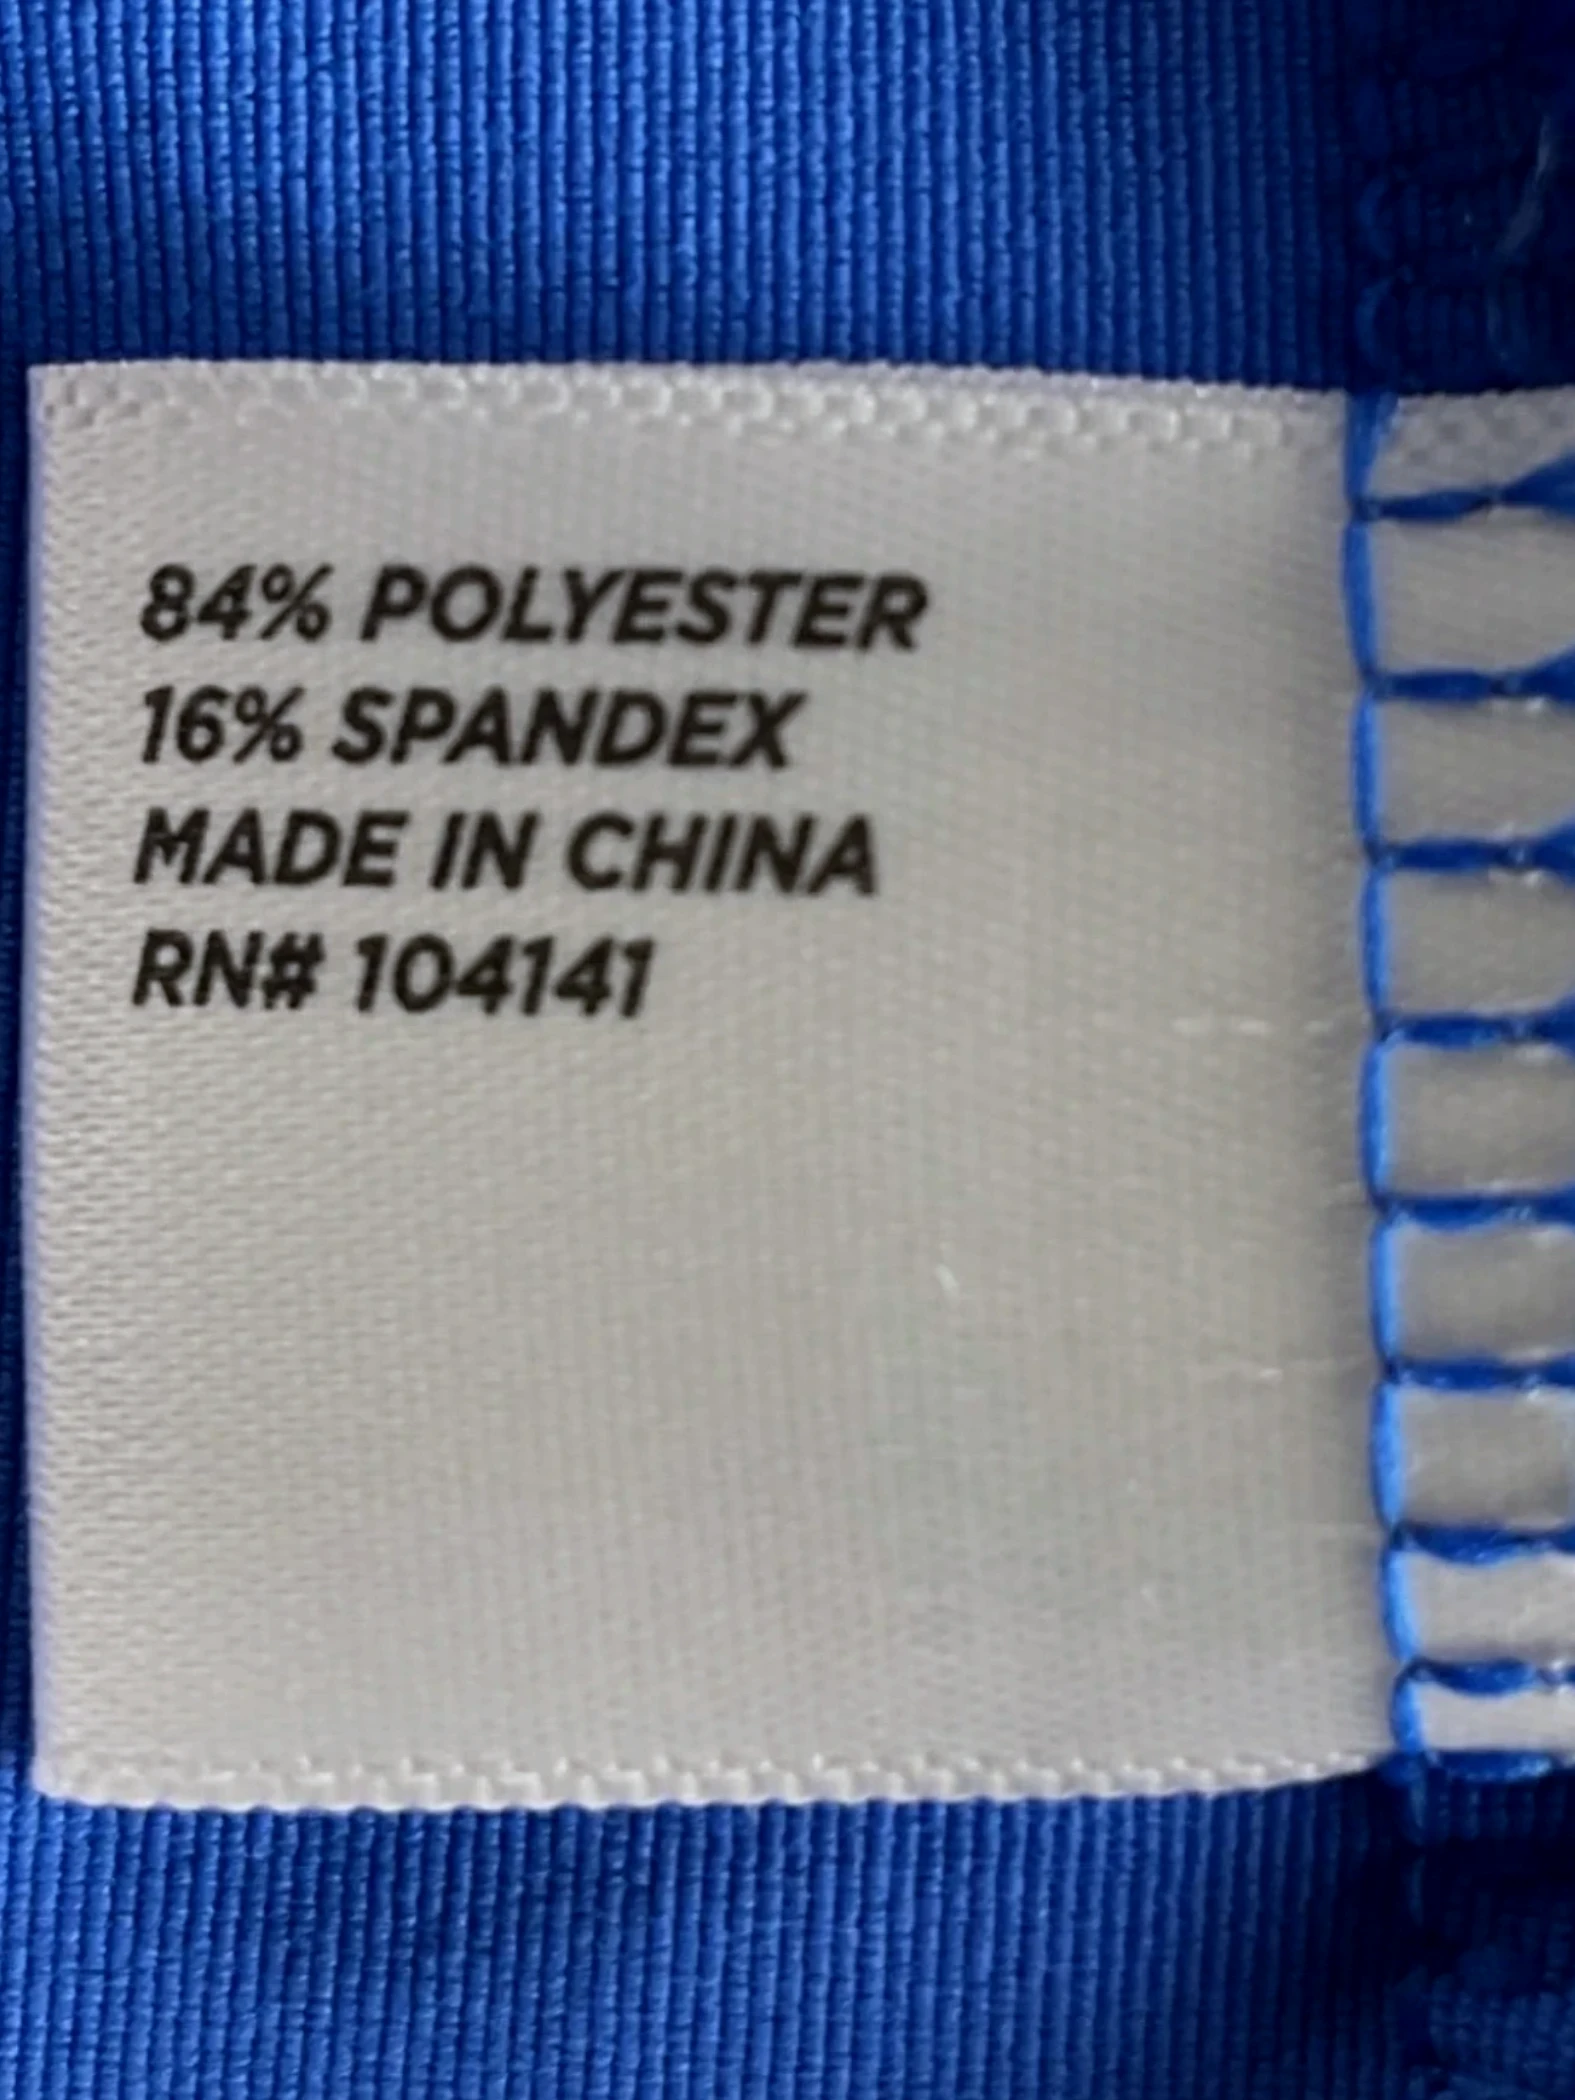 84% POLYESTER
16% SPANDEX
MADE IN CHINA
RN# 104141